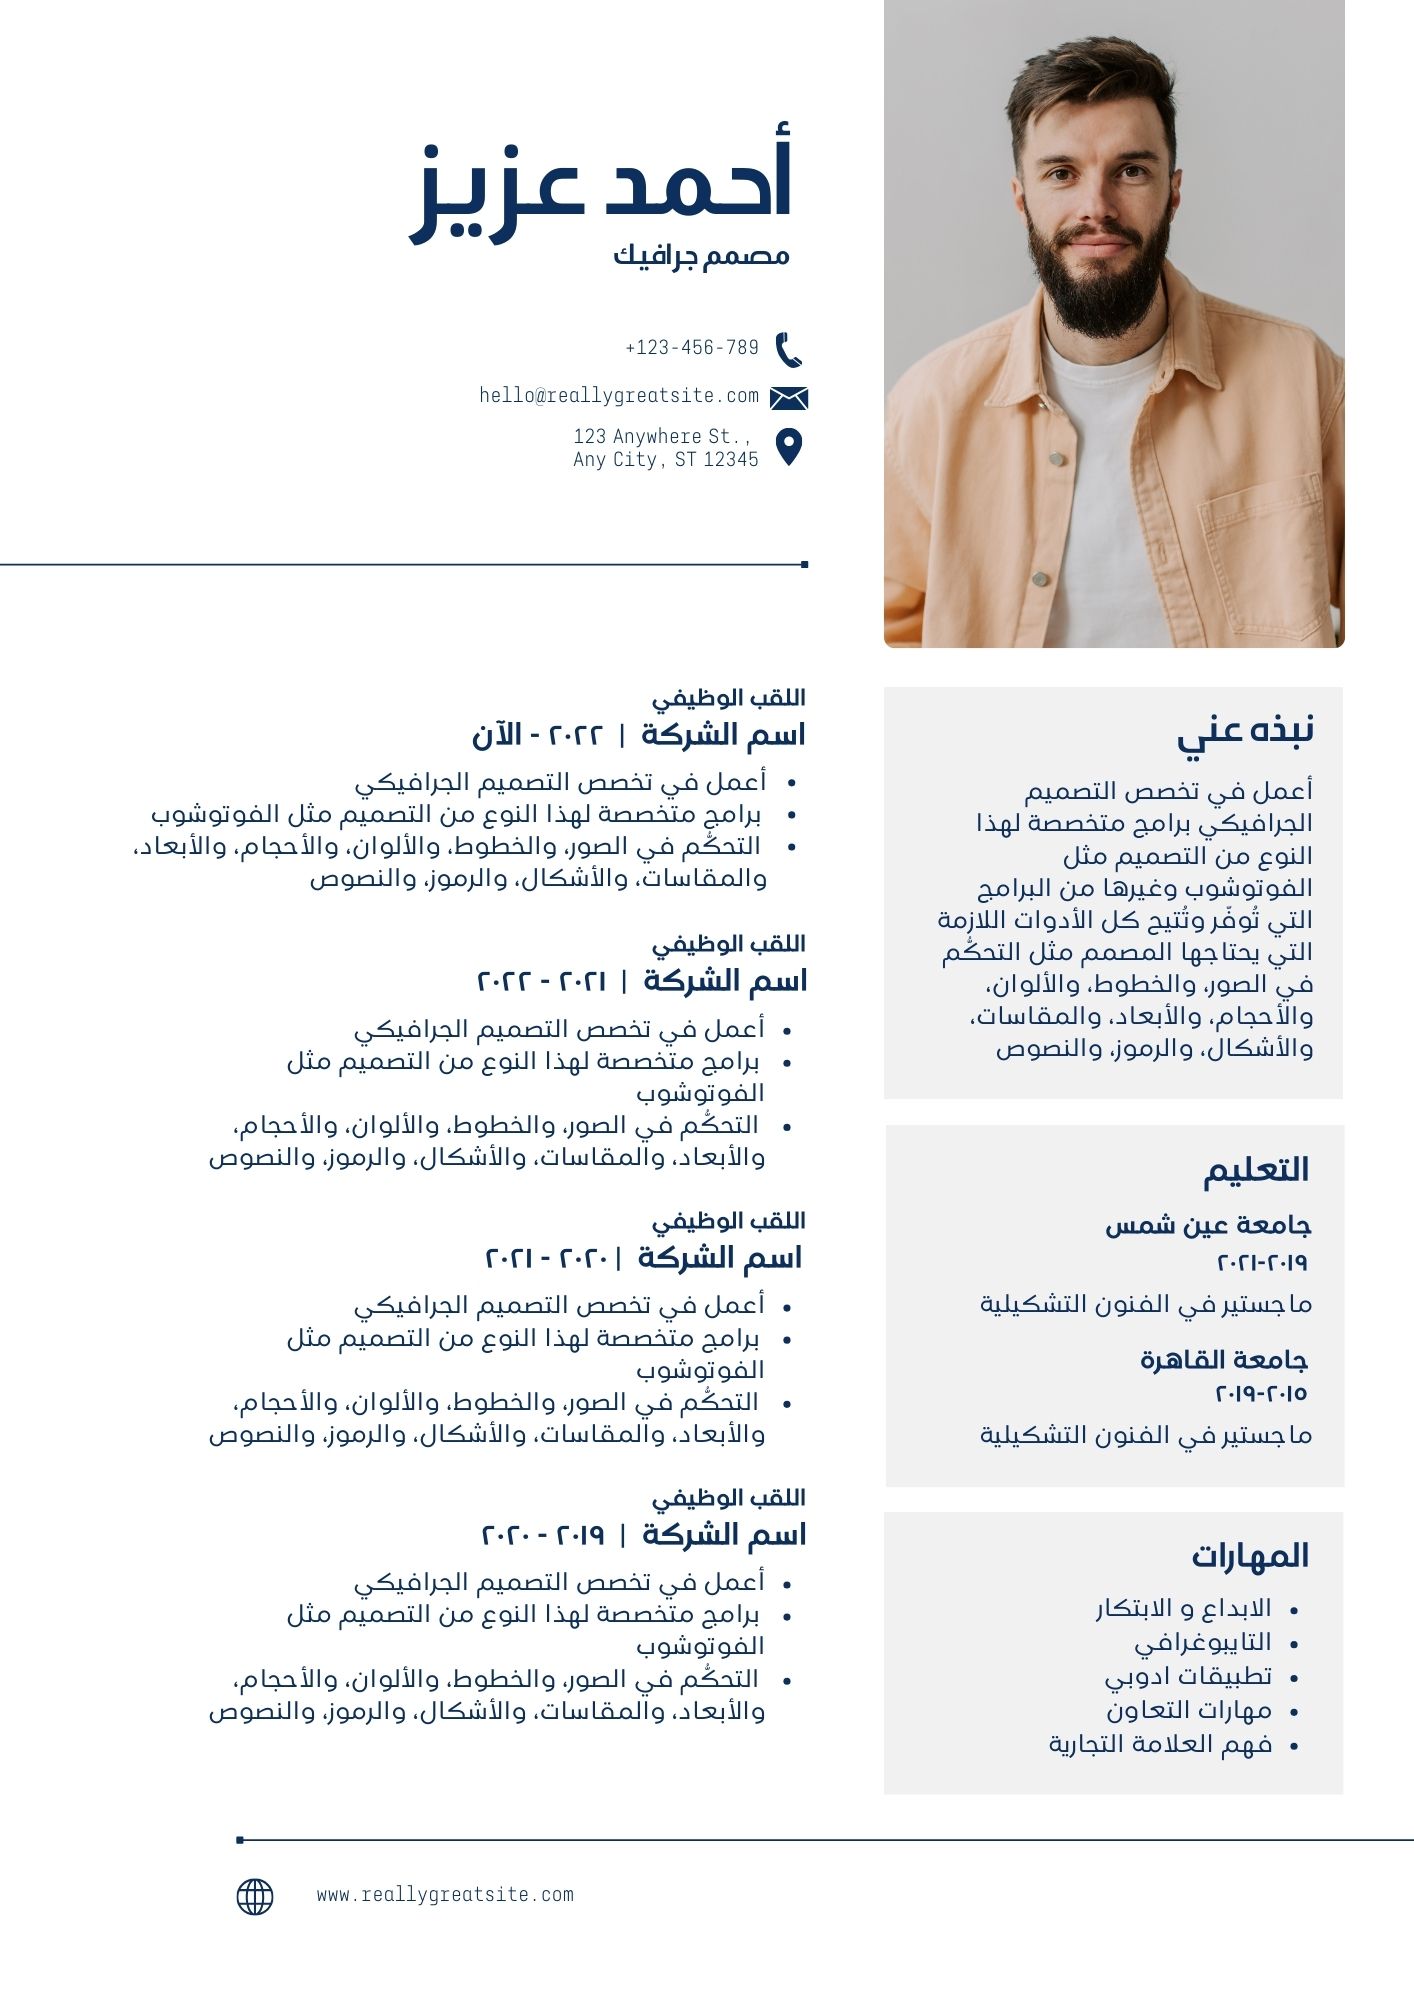 أحمد عزيز
مصمم جرافيك
+123-456-789
hello@reallygreatsite.com
123 Anywhere St.,
Any City, ST 12345
نبذه عني
أعمل في تخصص التصميم
الجرافيكي برامج متخصصة لهذا
النوع من التصميم مثل
الفوتوشوب وغيرها من البرامج
التي تُوفّر وتُتيح كل الأدوات اللازمة
التي يحتاجها المصمم مثل التحكُّم
في الصور، والخطوط، والألوان،
والأحجام، والأبعاد، والمقاسات،
والأشكال، والرموز، والنصوص
التعليم
جامعة عين شمس
٢٠١٩-٢٠٢١
ماجستير في الفنون التشكيلية
جامعة القاهرة
٢٠١٥-٢٠١٩
ماجستير في الفنون التشكيلية
المهارات
• الابداع و الابتكار
• التايبوغرافي
• تطبيقات ادوبي
• مهارات التعاون
• فهم العلامة التجارية
اللقب الوظيفي
اسم الشركة | ٢٠٢٢ - الآن
• أعمل في تخصص التصميم الجرافيكي
• برامج متخصصة لهذا النوع من التصميم مثل الفوتوشوب
• التحكُّم في الصور، والخطوط، والألوان، والأحجام، والأبعاد،
والمقاسات، والأشكال، والرموز، والنصوص
اللقب الوظيفي
اسم الشركة | ٢٠٢١ - ٢٠٢٢
• أعمل في تخصص التصميم الجرافيكي
• برامج متخصصة لهذا النوع من التصميم مثل
الفوتوشوب
• التحكُّم في الصور، والخطوط، والألوان، والأحجام،
والأبعاد، والمقاسات، والأشكال، والرموز، والنصوص
اللقب الوظيفي
اسم الشركة | ٢٠٢٠ - ٢٠٢١
• أعمل في تخصص التصميم الجرافيكي
• برامج متخصصة لهذا النوع من التصميم مثل
الفوتوشوب
• التحكُّم في الصور، والخطوط، والألوان، والأحجام،
والأبعاد، والمقاسات، والأشكال، والرموز، والنصوص
اللقب الوظيفي
اسم الشركة | ٢٠١٩ - ٢٠٢٠
• أعمل في تخصص التصميم الجرافيكي
• برامج متخصصة لهذا النوع من التصميم مثل
الفوتوشوب
• التحكُّم في الصور، والخطوط، والألوان، والأحجام،
والأبعاد، والمقاسات، والأشكال، والرموز، والنصوص
www.reallygreatsite.com